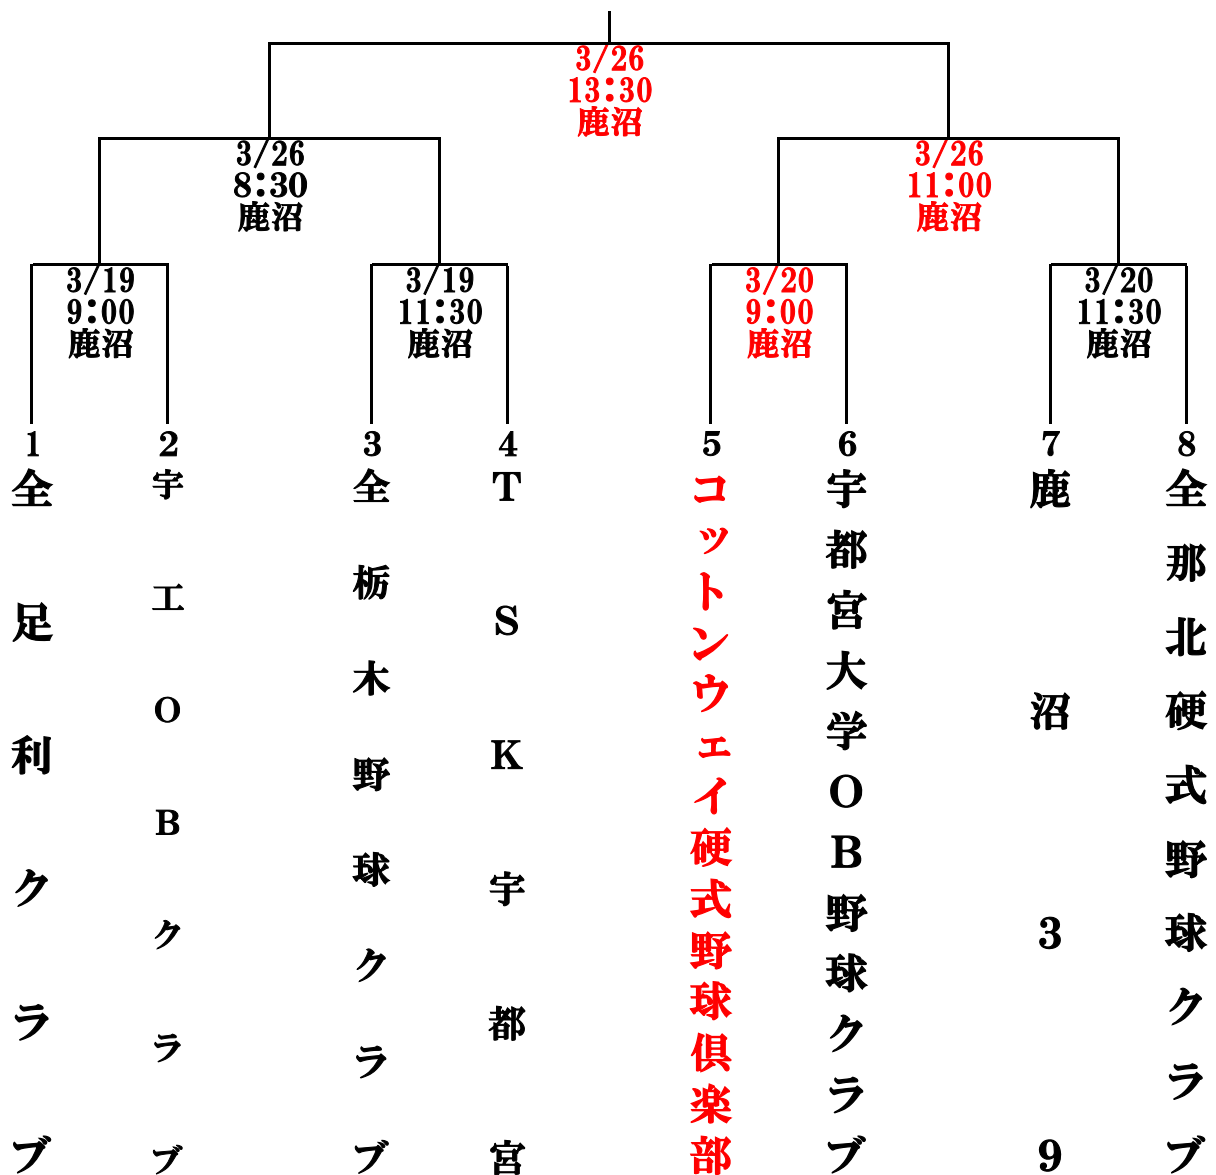 3/26
13:30
鹿沼
3/26
8:30
鹿沼
3/26
11:00
鹿沼
3/19
9:00
鹿沼
3/19
11:30
鹿沼
3/20
9:00
鹿沼
3/20
11:30
鹿沼
1
全足利クラブ
2
宇工OBクラブ
3
全栃木野球クラブ
4
TSK宇都宮
5
コットンウェイ硬式野球倶楽部
6
宇都宮大学OB野球クラブ
7
鹿沼39
8
全那北硬式野球クラブ